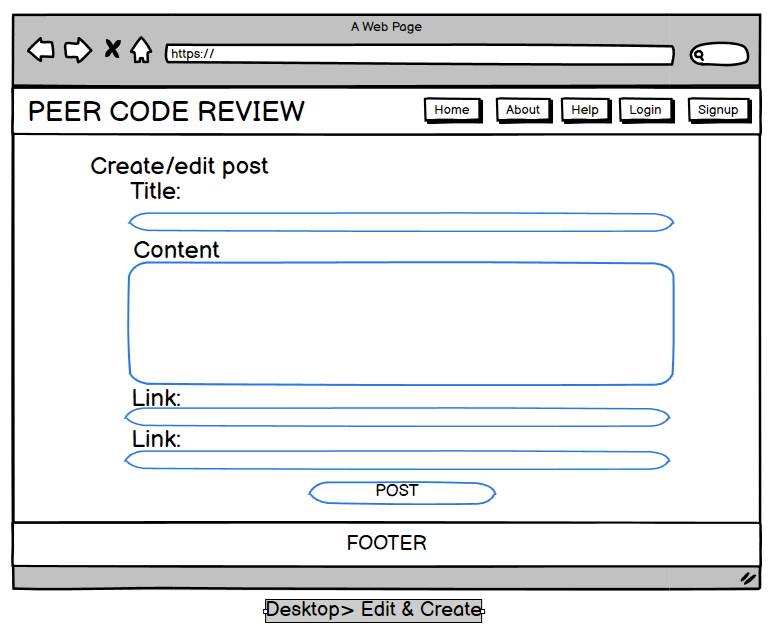 A Web Page
https://
PEER CODE REVIEW
Home About Help Login Signup
Create/edit post
Title:
Content
Link:
Link:
POST
FOOTER
Desktop> Edit & Create